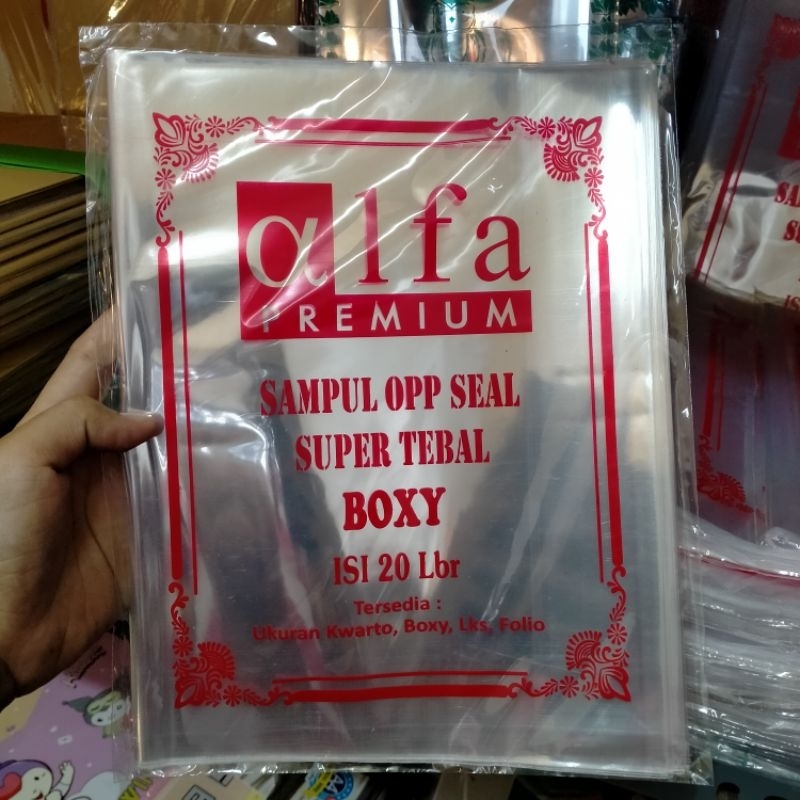 αlfa
PREMIUM
SAMPUL OPP SEAL
SUPER TEBAL
BOXY
ISI 20 Lbr
Tersedia :
Ukuran Kwarto, Boxy, Lks, Folio